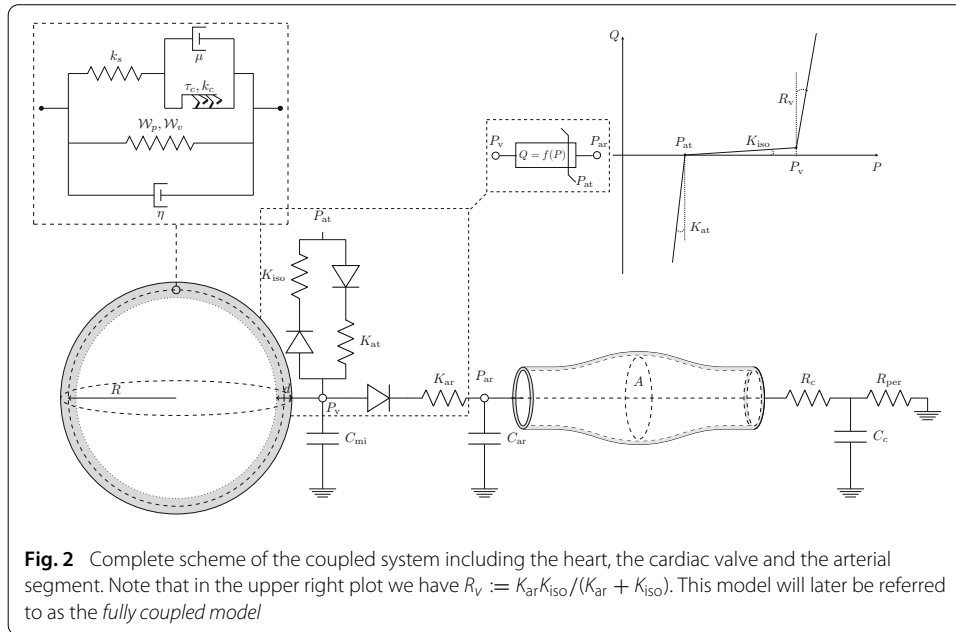 k_s
μ
τ_c, k_c
𝒲_p, 𝒲_v
η
Q
R_v
P_at
K_iso
P_v
P
K_at
P_v
Q = f(P)
P_ar
P_at
P_at
K_iso
K_at
R
d
P_v
K_ar
P_ar
A
R_c
R_per
C_mi
C_ar
C_c
Fig. 2 Complete scheme of the coupled system including the heart, the cardiac valve and the arterial
segment. Note that in the upper right plot we have R_v := K_ar K_iso/(K_ar + K_iso). This model will later be referred
to as the fully coupled model